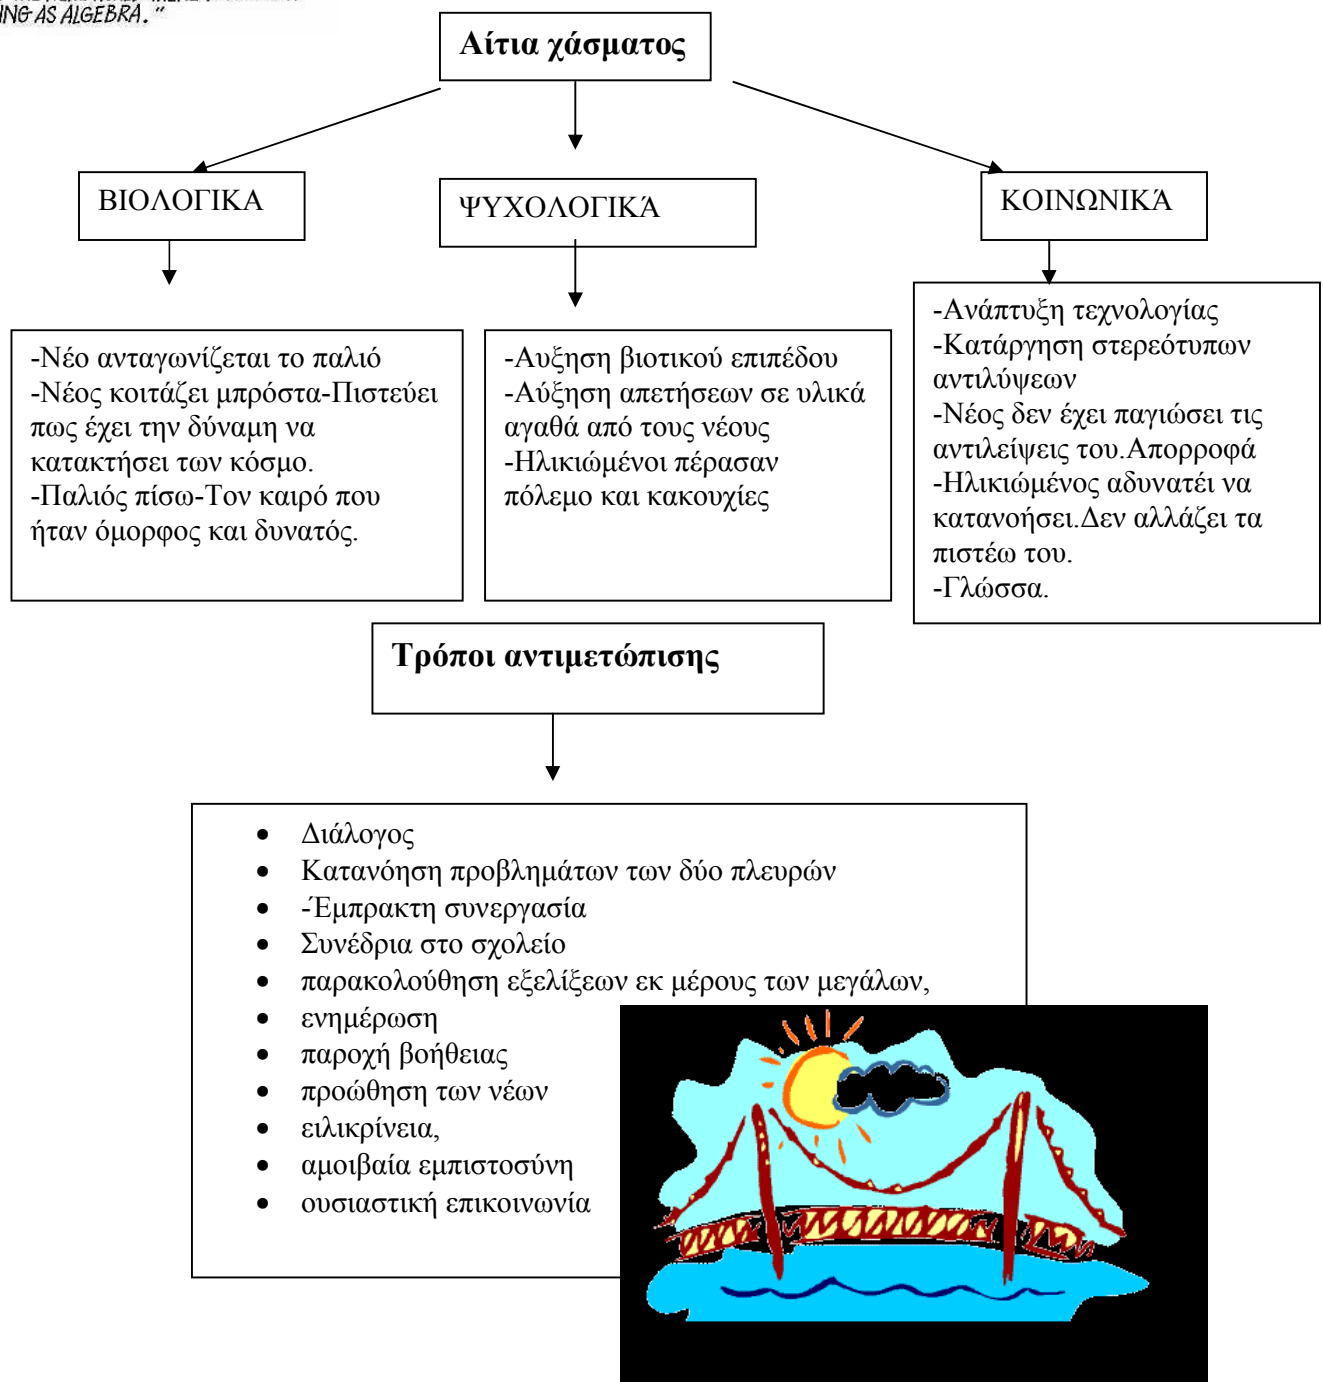 ING AS ALGEBRA."
Αίτια χάσματος
ΒΙΟΛΟΓΙΚΑ
ΨΥΧΟΛΟΓΙΚΆ
ΚΟΙΝΩΝΙΚΆ
-Νέο ανταγωνίζεται το παλιό
-Νέος κοιτάζει μπρόστα-Πιστεύει
πως έχει την δύναμη να
κατακτήσει των κόσμο.
-Παλιός πίσω-Τον καιρό που
ήταν όμορφος και δυνατός.
-Αυξηση βιοτικού επιπέδου
-Αύξηση απετήσεων σε υλικά
αγαθά από τους νέους
-Ηλικιώμένοι πέρασαν
πόλεμο και κακουχίες
-Ανάπτυξη τεχνολογίας
-Κατάργηση στερεότυπων
αντιλύψεων
-Νέος δεν έχει παγιώσει τις
αντιλείψεις του.Απορροφά
-Ηλικιώμένος αδυνατέι να
κατανοήσει.Δεν αλλάζει τα
πιστέω του.
-Γλώσσα.
Τρόποι αντιμετώπισης
• Διάλογος
• Κατανόηση προβλημάτων των δύο πλευρών
• -Έμπρακτη συνεργασία
• Συνέδρια στο σχολείο
• παρακολούθηση εξελίξεων εκ μέρους των μεγάλων,
• ενημέρωση
• παροχή βοήθειας
• προώθηση των νέων
• ειλικρίνεια,
• αμοιβαία εμπιστοσύνη
• ουσιαστική επικοινωνία